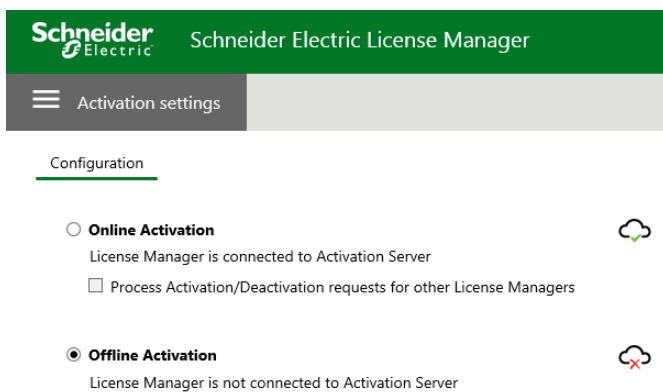 Schneider Electric
Schneider Electric License Manager
Activation settings
Configuration
Online Activation
License Manager is connected to Activation Server
Process Activation/Deactivation requests for other License Managers
Offline Activation
License Manager is not connected to Activation Server